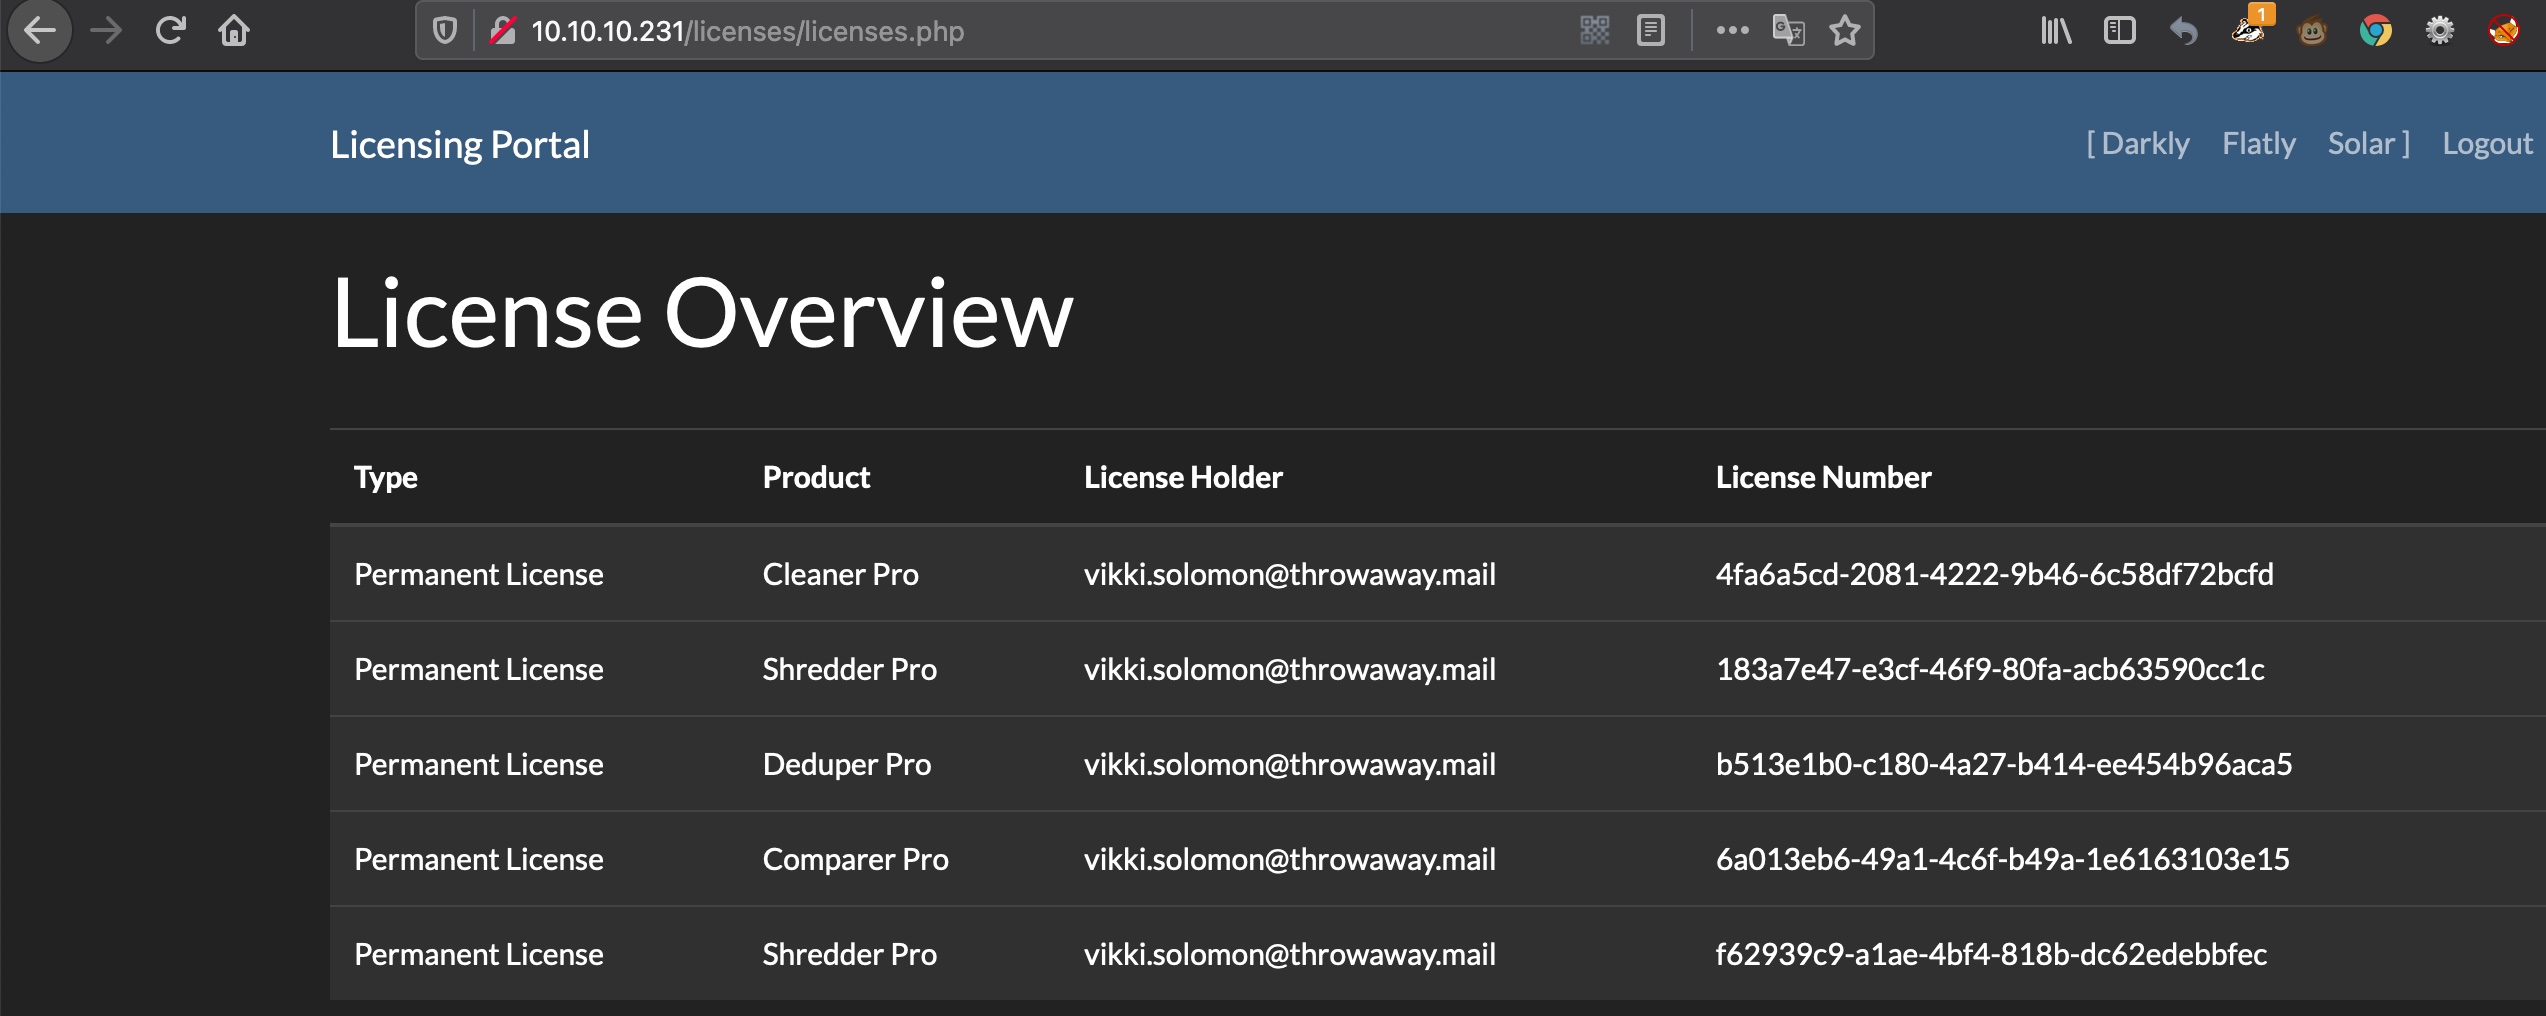 10.10.10.231/licenses/licenses.php
1
Licensing Portal [ Darkly Flatly Solar ] Logout
License Overview
Type Product License Holder License Number
Permanent License Cleaner Pro vikki.solomon@throwaway.mail 4fa6a5cd-2081-4222-9b46-6c58df72bcfd
Permanent License Shredder Pro vikki.solomon@throwaway.mail 183a7e47-e3cf-46f9-80fa-acb63590cc1c
Permanent License Deduper Pro vikki.solomon@throwaway.mail b513e1b0-c180-4a27-b414-ee454b96aca5
Permanent License Comparer Pro vikki.solomon@throwaway.mail 6a013eb6-49a1-4c6f-b49a-1e6163103e15
Permanent License Shredder Pro vikki.solomon@throwaway.mail f62939c9-a1ae-4bf4-818b-dc62edebbfec